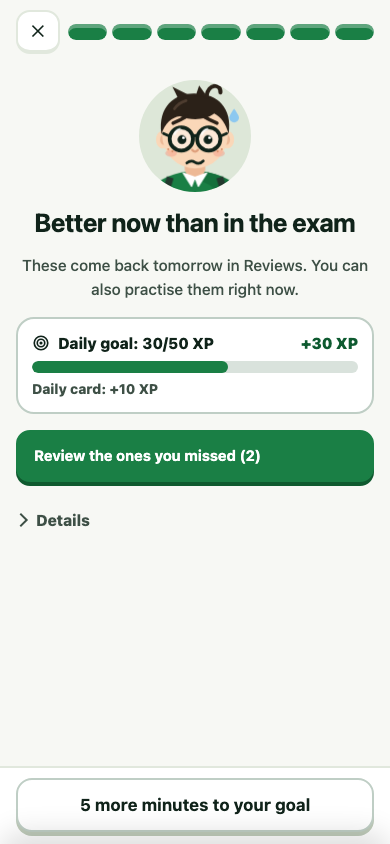 Better now than in the exam
These come back tomorrow in Reviews. You can
also practise them right now.
Daily goal: 30/50 XP
+30 XP
Daily card: +10 XP
Review the ones you missed (2)
Details
5 more minutes to your goal